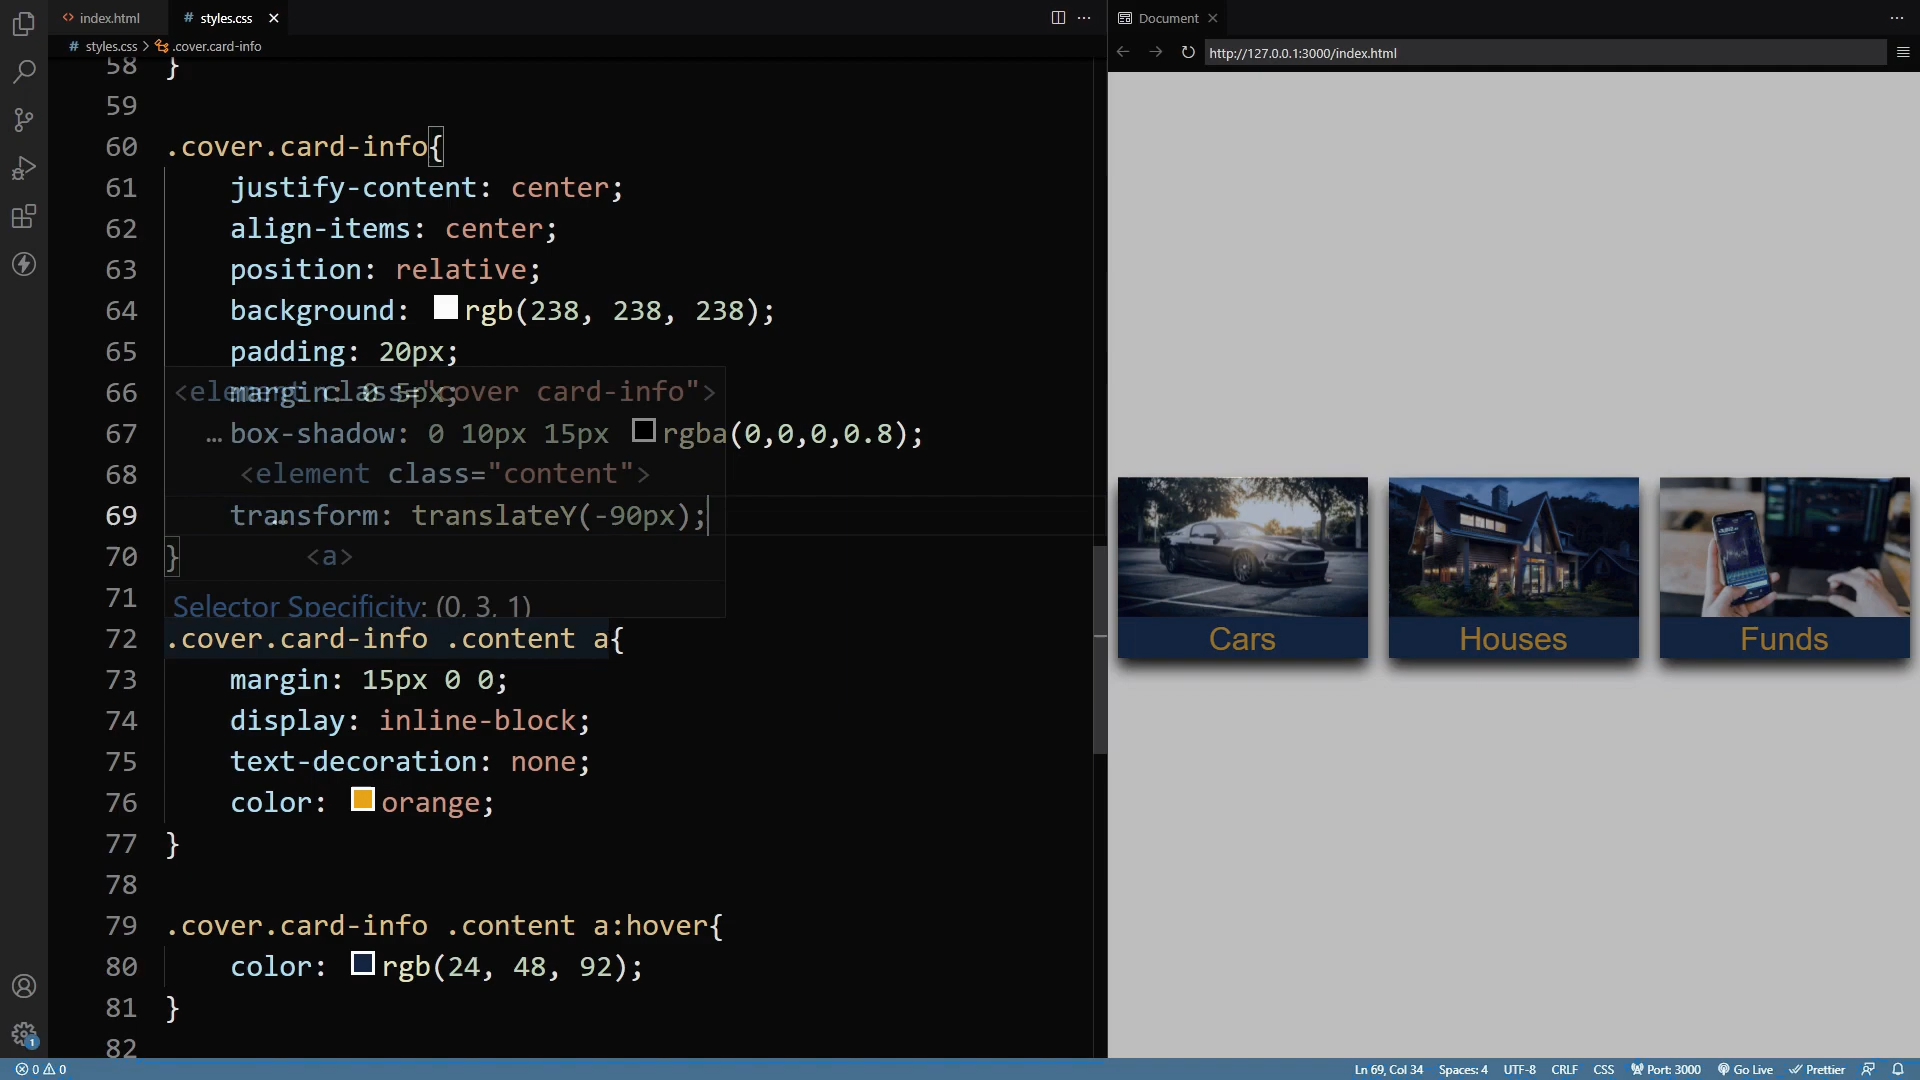 index.html
styles.css
Document
styles.css > .cover.card-info
http://127.0.0.1:3000/index.html
58 }
59
60 .cover.card-info{
61 justify-content: center;
62 align-items: center;
63 position: relative;
64 background: rgb(238, 238, 238);
65 padding: 20px;
66 margin: 0 5px;
<element class="cover card-info">
67 box-shadow: 0 10px 15px rgba(0,0,0,0.8);
…
68
<element class="content">
69 transform: translateY(-90px);
…
70 }
<a>
71
Selector Specificity: (0, 3, 1)
72 .cover.card-info .content a{
73 margin: 15px 0 0;
74 display: inline-block;
75 text-decoration: none;
76 color: orange;
77 }
78
79 .cover.card-info .content a:hover{
80 color: rgb(24, 48, 92);
81 }
82
Cars
Houses
Funds
1
0 0
Ln 69, Col 34
Spaces: 4
UTF-8
CRLF
CSS
Port: 3000
Go Live
Prettier